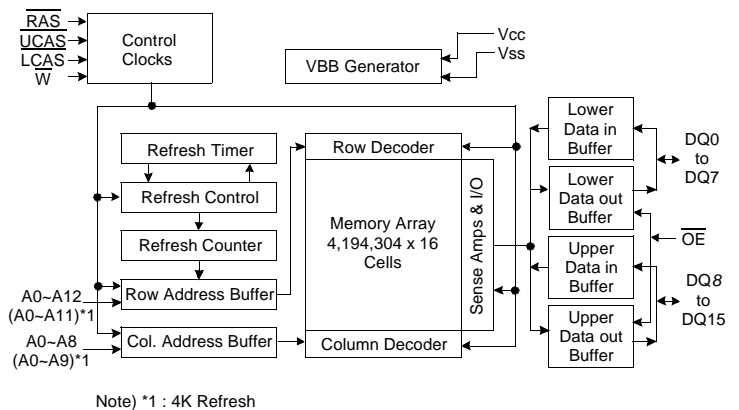 RAS
UCAS
LCAS
W
Control
Clocks
VBB Generator
Vcc
Vss
Refresh Timer
Refresh Control
Refresh Counter
Row Address Buffer
Col. Address Buffer
A0~A12
(A0~A11)*1
A0~A8
(A0~A9)*1
Row Decoder
Memory Array
4,194,304 x 16
Cells
Sense Amps & I/O
Column Decoder
Lower
Data in
Buffer
Lower
Data out
Buffer
Upper
Data in
Buffer
Upper
Data out
Buffer
DQ0
to
DQ7
OE
DQ8
to
DQ15
Note) *1 : 4K Refresh